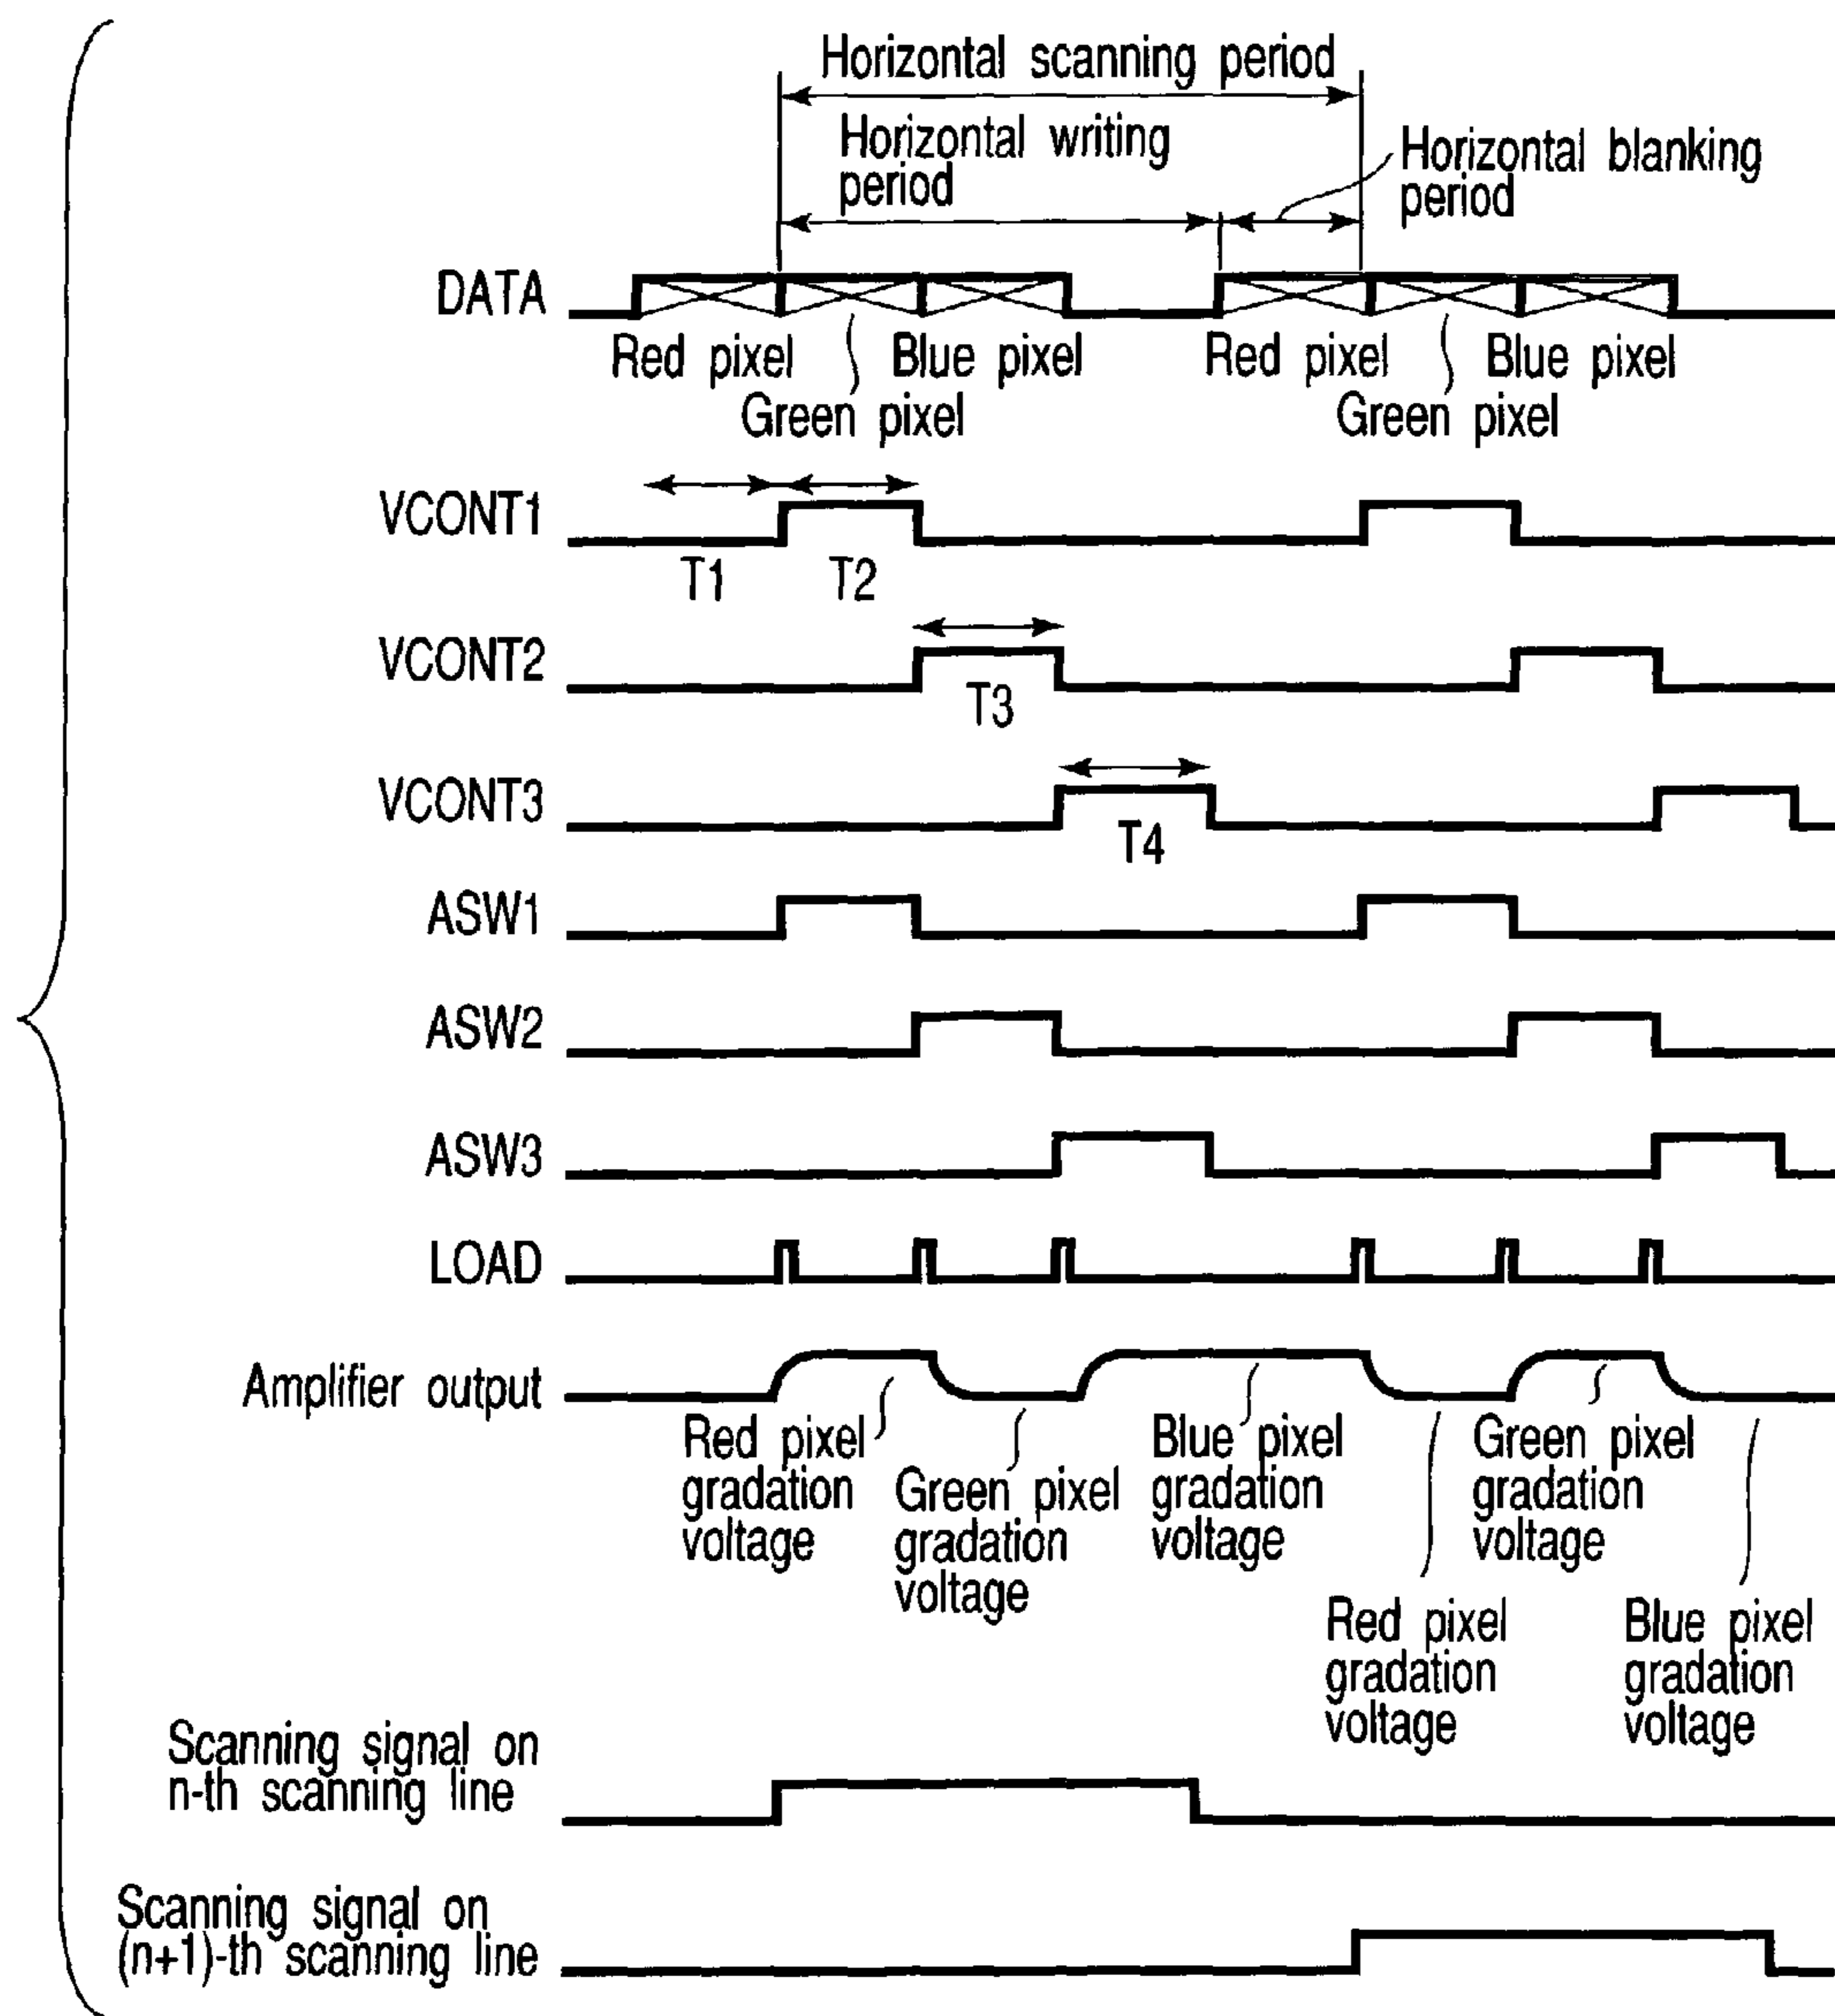 Horizontal scanning period
Horizontal writing
period
Horizontal blanking
period
DATA
Red pixel
Blue pixel
Red pixel
Blue pixel
Green pixel
Green pixel
VCONT1
T1
T2
VCONT2
T3
VCONT3
T4
ASW1
ASW2
ASW3
LOAD
Amplifier output
Red pixel
gradation
voltage
Green pixel
gradation
voltage
Blue pixel
gradation
voltage
Red pixel
gradation
voltage
Green pixel
gradation
voltage
Blue pixel
gradation
voltage
Scanning signal on
n-th scanning line
Scanning signal on
(n+1)-th scanning line